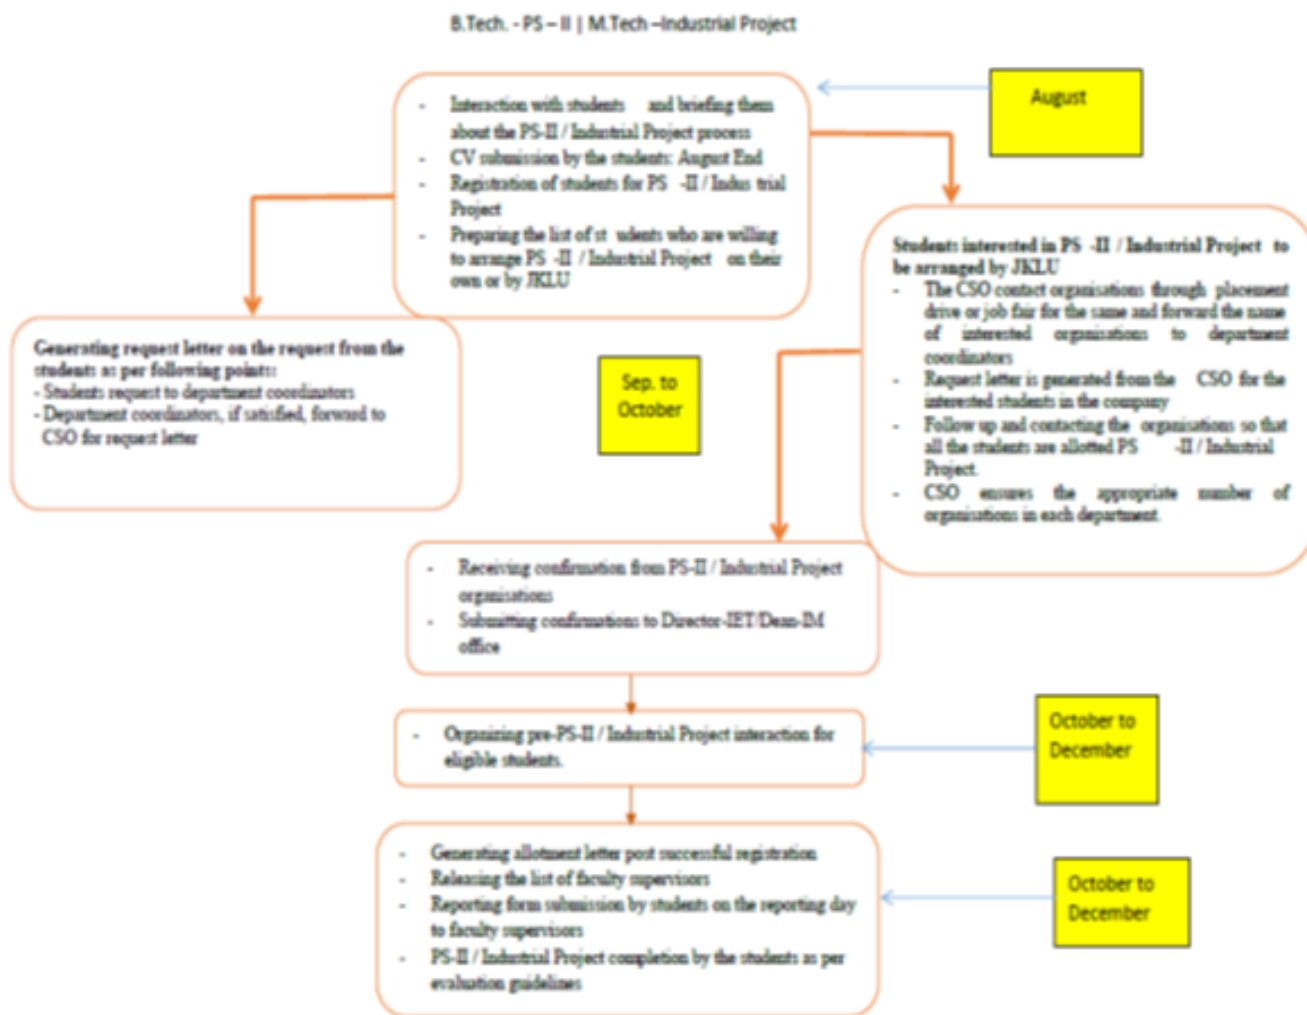 B.Tech. - PS – II | M.Tech –Industrial Project
August
- Interaction with students and briefing them
about the PS-II / Industrial Project process
- CV submission by the students: August End
- Registration of students for PS -II / Indus trial
Project
- Preparing the list of st udents who are willing
to arrange PS -II / Industrial Project on their
own or by JKLU
Students interested in PS -II / Industrial Project to
be arranged by JKLU
- The CSO contact organisations through placement
drive or job fair for the same and forward the name
of interested organisations to department
coordinators
- Request letter is generated from the CSO for the
interested students in the company
- Follow up and contacting the organisations so that
all the students are allotted PS -II / Industrial
Project.
- CSO ensures the appropriate number of
organisations in each department.
Generating request letter on the request from the
students as per following points:
- Students request to department coordinators
- Department coordinators, if satisfied, forward to
CSO for request letter
Sep. to
October
- Receiving confirmation from PS-II / Industrial Project
organisations
- Submitting confirmations to Director-IET/Dean-IM
office
- Organizing pre-PS-II / Industrial Project interaction for
eligible students.
October to
December
- Generating allotment letter post successful registration
- Releasing the list of faculty supervisors
- Reporting form submission by students on the reporting day
to faculty supervisors
- PS-II / Industrial Project completion by the students as per
evaluation guidelines
October to
December